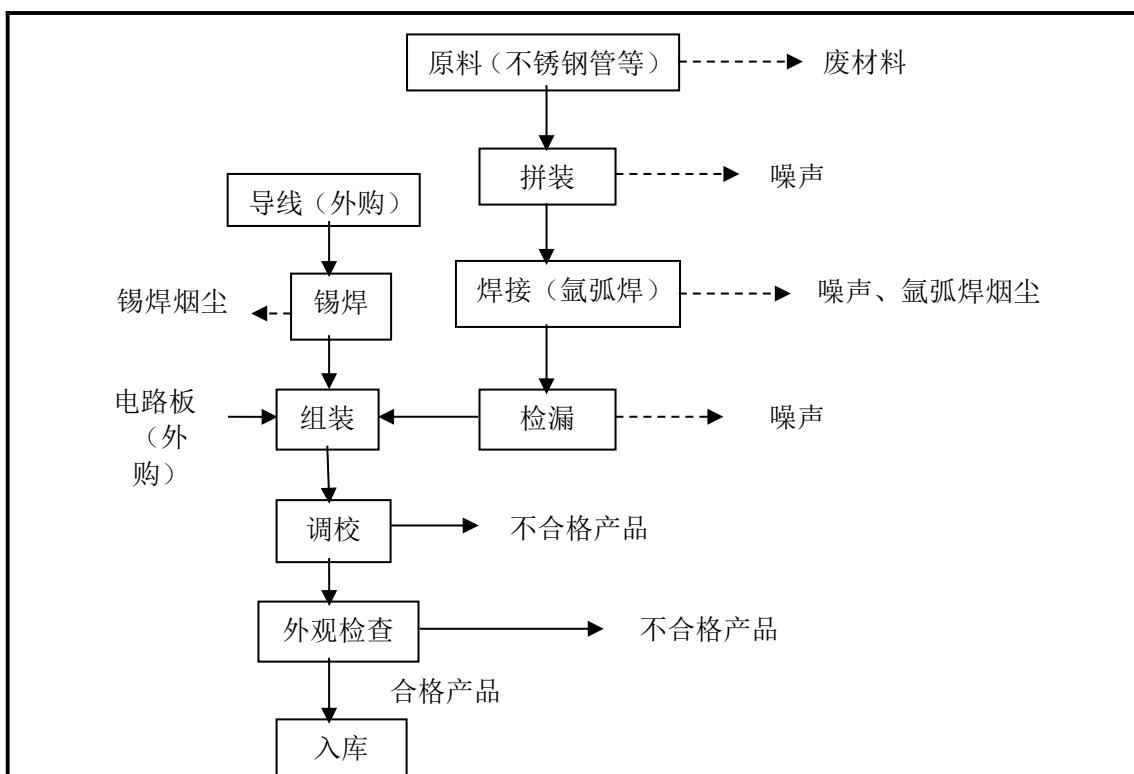 原料（不锈钢管等）
废材料
拼装
噪声
导线（外购）
焊接（氩弧焊）
噪声、氩弧焊烟尘
锡焊烟尘
锡焊
电路板
（外
购）
组装
检漏
噪声
调校
不合格产品
外观检查
不合格产品
合格产品
入库